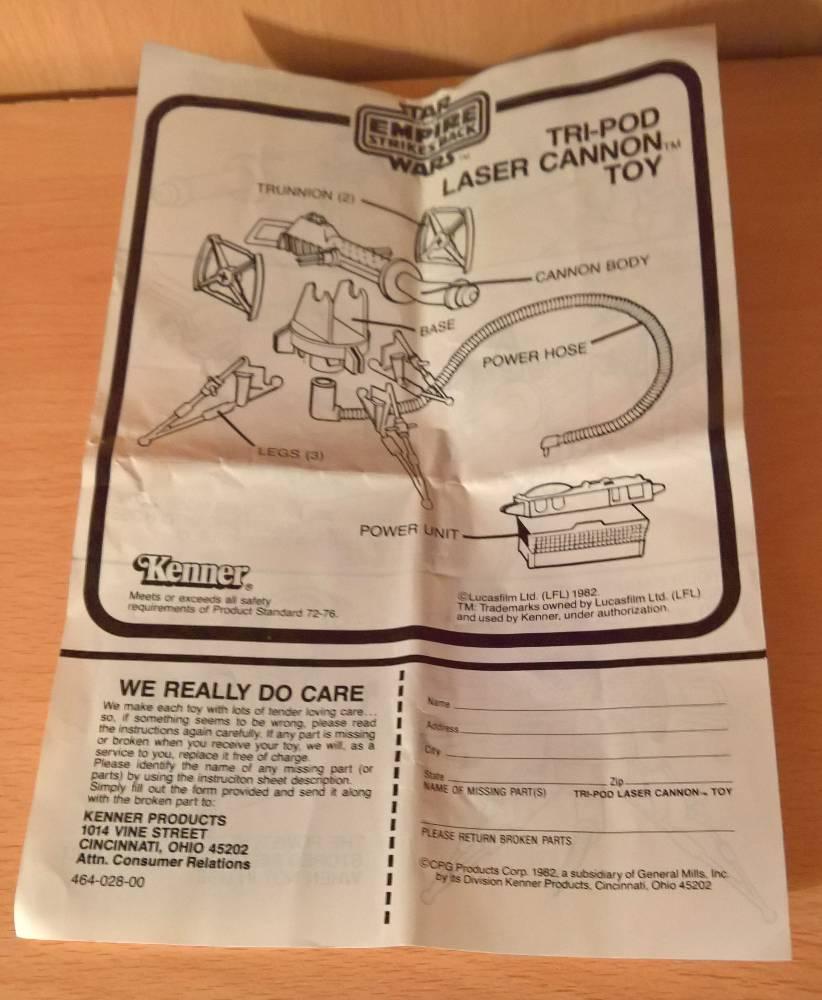 STAR
EMPIRE
STRIKES BACK
WARS™
TRI-POD
LASER CANNON™
TOY
TRUNNION (2)
CANNON BODY
BASE
POWER HOSE
LEGS (3)
POWER UNIT
Kenner®
Meets or exceeds all safety
requirements of Product Standard 72-76.
©Lucasfilm Ltd. (LFL) 1982.
TM: Trademarks owned by Lucasfilm Ltd. (LFL)
and used by Kenner, under authorization.
WE REALLY DO CARE
We make each toy with lots of tender loving care...
so, if something seems to be wrong, please read
the instructions again carefully. If any part is missing
or broken when you receive your toy, we will, as a
service to you, replace it free of charge.
Please identify the name of any missing part (or
parts) by using the instruciton sheet description.
Simply fill out the form provided and send it along
with the broken part to:
KENNER PRODUCTS
1014 VINE STREET
CINCINNATI, OHIO 45202
Attn. Consumer Relations
464-028-00
Name
Address
City
State Zip
NAME OF MISSING PART(S) TRI-POD LASER CANNON™ TOY
PLEASE RETURN BROKEN PARTS
©CPG Products Corp. 1982, a subsidiary of General Mills, Inc.
by its Division Kenner Products, Cincinnati, Ohio 45202